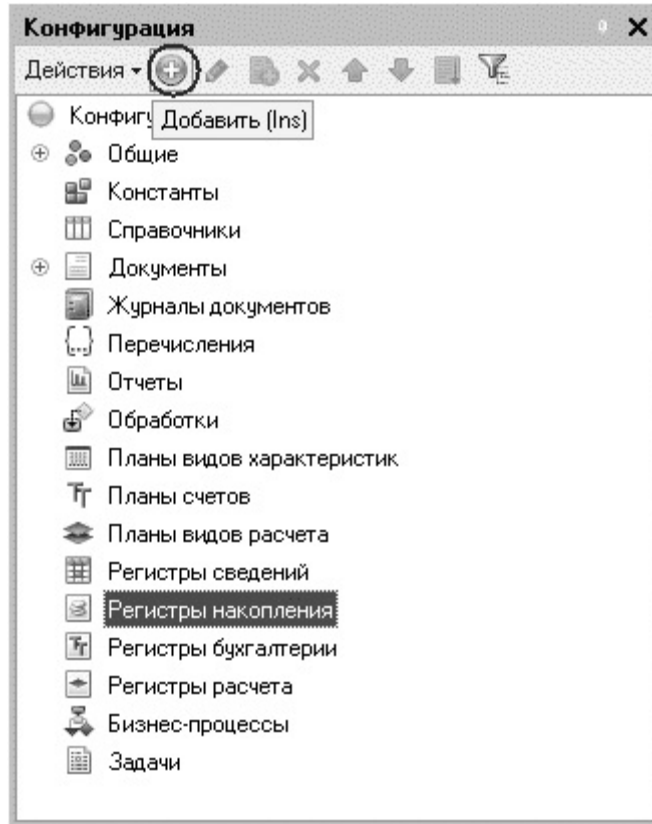 Конфигурация
Действия
Конфигу
Добавить (Ins)
Общие
Константы
Справочники
Документы
Журналы документов
Перечисления
Отчеты
Обработки
Планы видов характеристик
Планы счетов
Планы видов расчета
Регистры сведений
Регистры накопления
Регистры бухгалтерии
Регистры расчета
Бизнес-процессы
Задачи